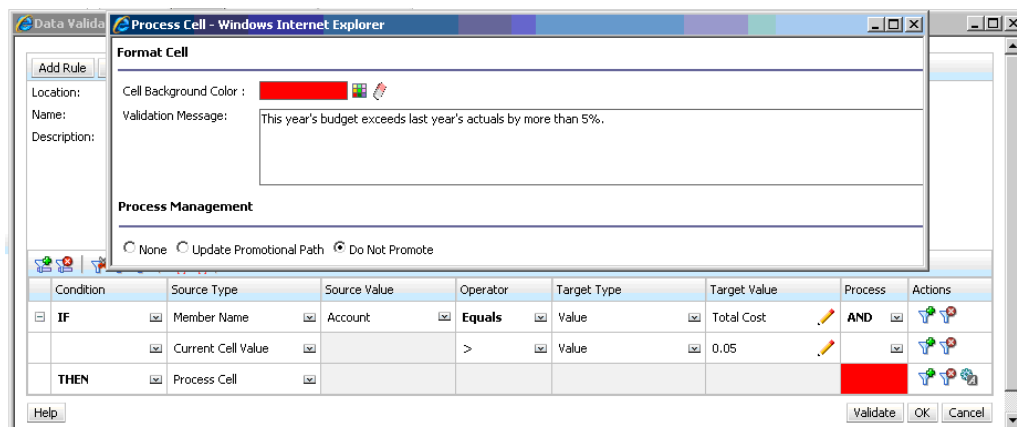 Data Valida
Process Cell - Windows Internet Explorer
Format Cell
Add Rule
Location:
Cell Background Color :
Name:
Validation Message:
This year's budget exceeds last year's actuals by more than 5%.
Description:
Process Management
None Update Promotional Path Do Not Promote
Condition Source Type Source Value Operator Target Type Target Value Process Actions
IF Member Name Account Equals Value Total Cost AND
Current Cell Value > Value 0.05
THEN Process Cell
Help Validate OK Cancel